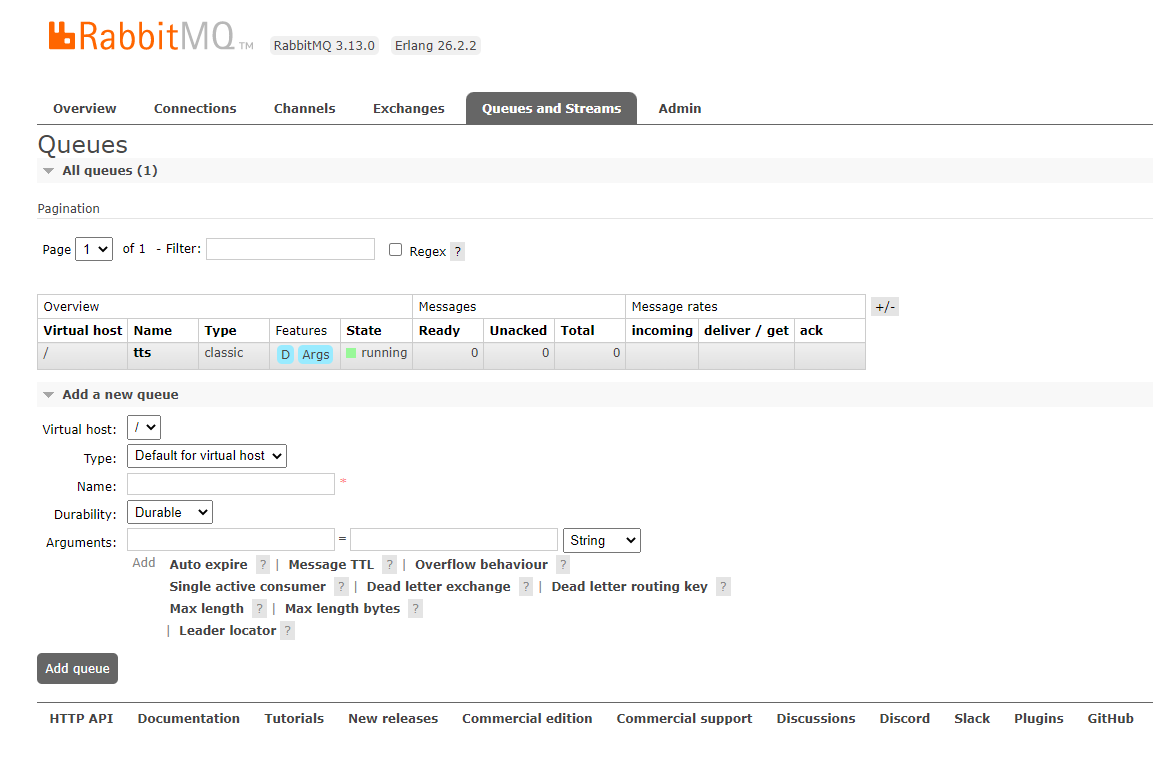 RabbitMQ TM RabbitMQ 3.13.0 Erlang 26.2.2
Overview Connections Channels Exchanges Queues and Streams Admin
Queues
All queues (1)
Pagination
Page 1 of 1 - Filter: Regex ?
Overview Messages Message rates +/-
Virtual host Name Type Features State Ready Unacked Total incoming deliver / get ack
/ tts classic D Args running 0 0 0
Add a new queue
Virtual host: /
Type: Default for virtual host
Name: *
Durability: Durable
Arguments: = String
Add Auto expire ? | Message TTL ? | Overflow behaviour ?
Single active consumer ? | Dead letter exchange ? | Dead letter routing key ?
Max length ? | Max length bytes ?
| Leader locator ?
Add queue
HTTP API Documentation Tutorials New releases Commercial edition Commercial support Discussions Discord Slack Plugins GitHub